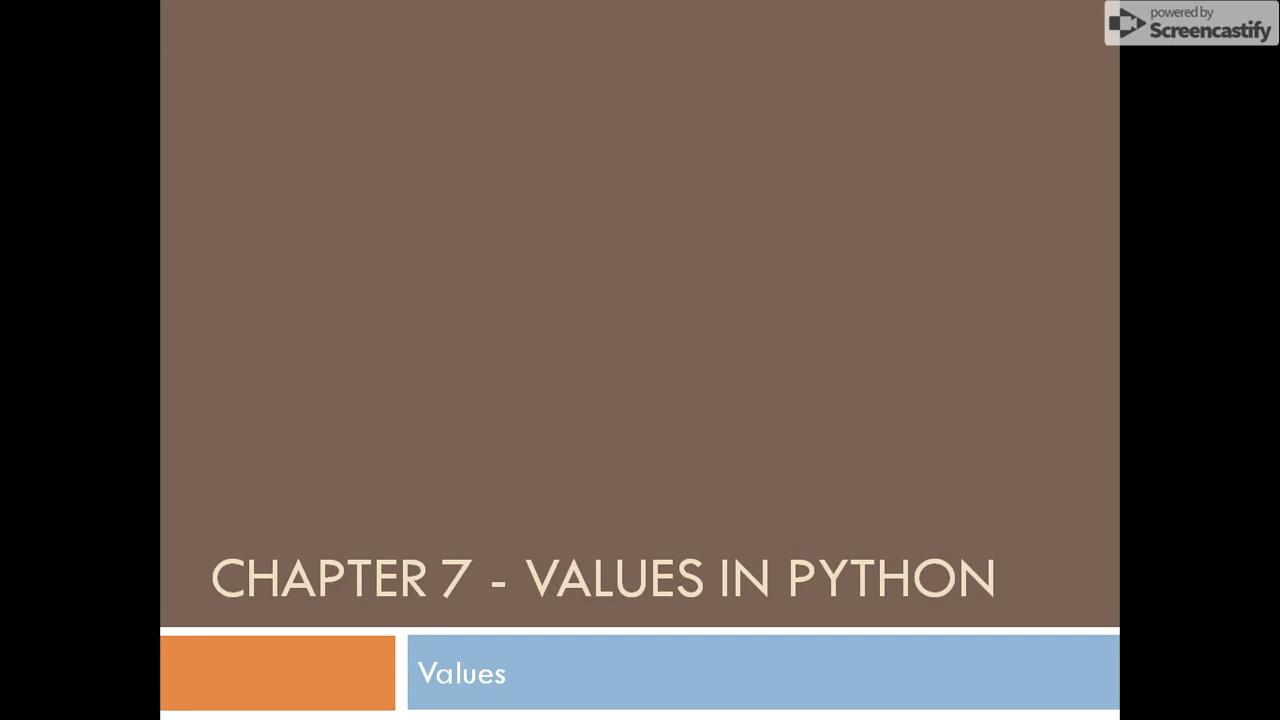 powered by
Screencastify
CHAPTER 7 - VALUES IN PYTHON
Values